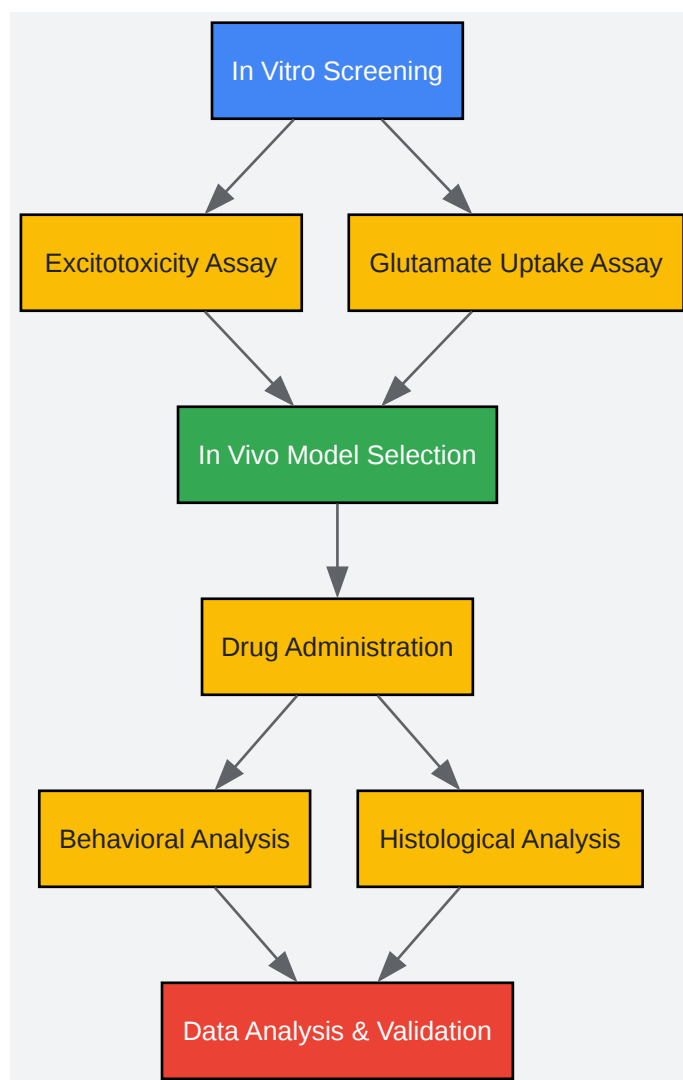 In Vitro Screening
Excitotoxicity Assay
Glutamate Uptake Assay
In Vivo Model Selection
Drug Administration
Behavioral Analysis
Histological Analysis
Data Analysis & Validation